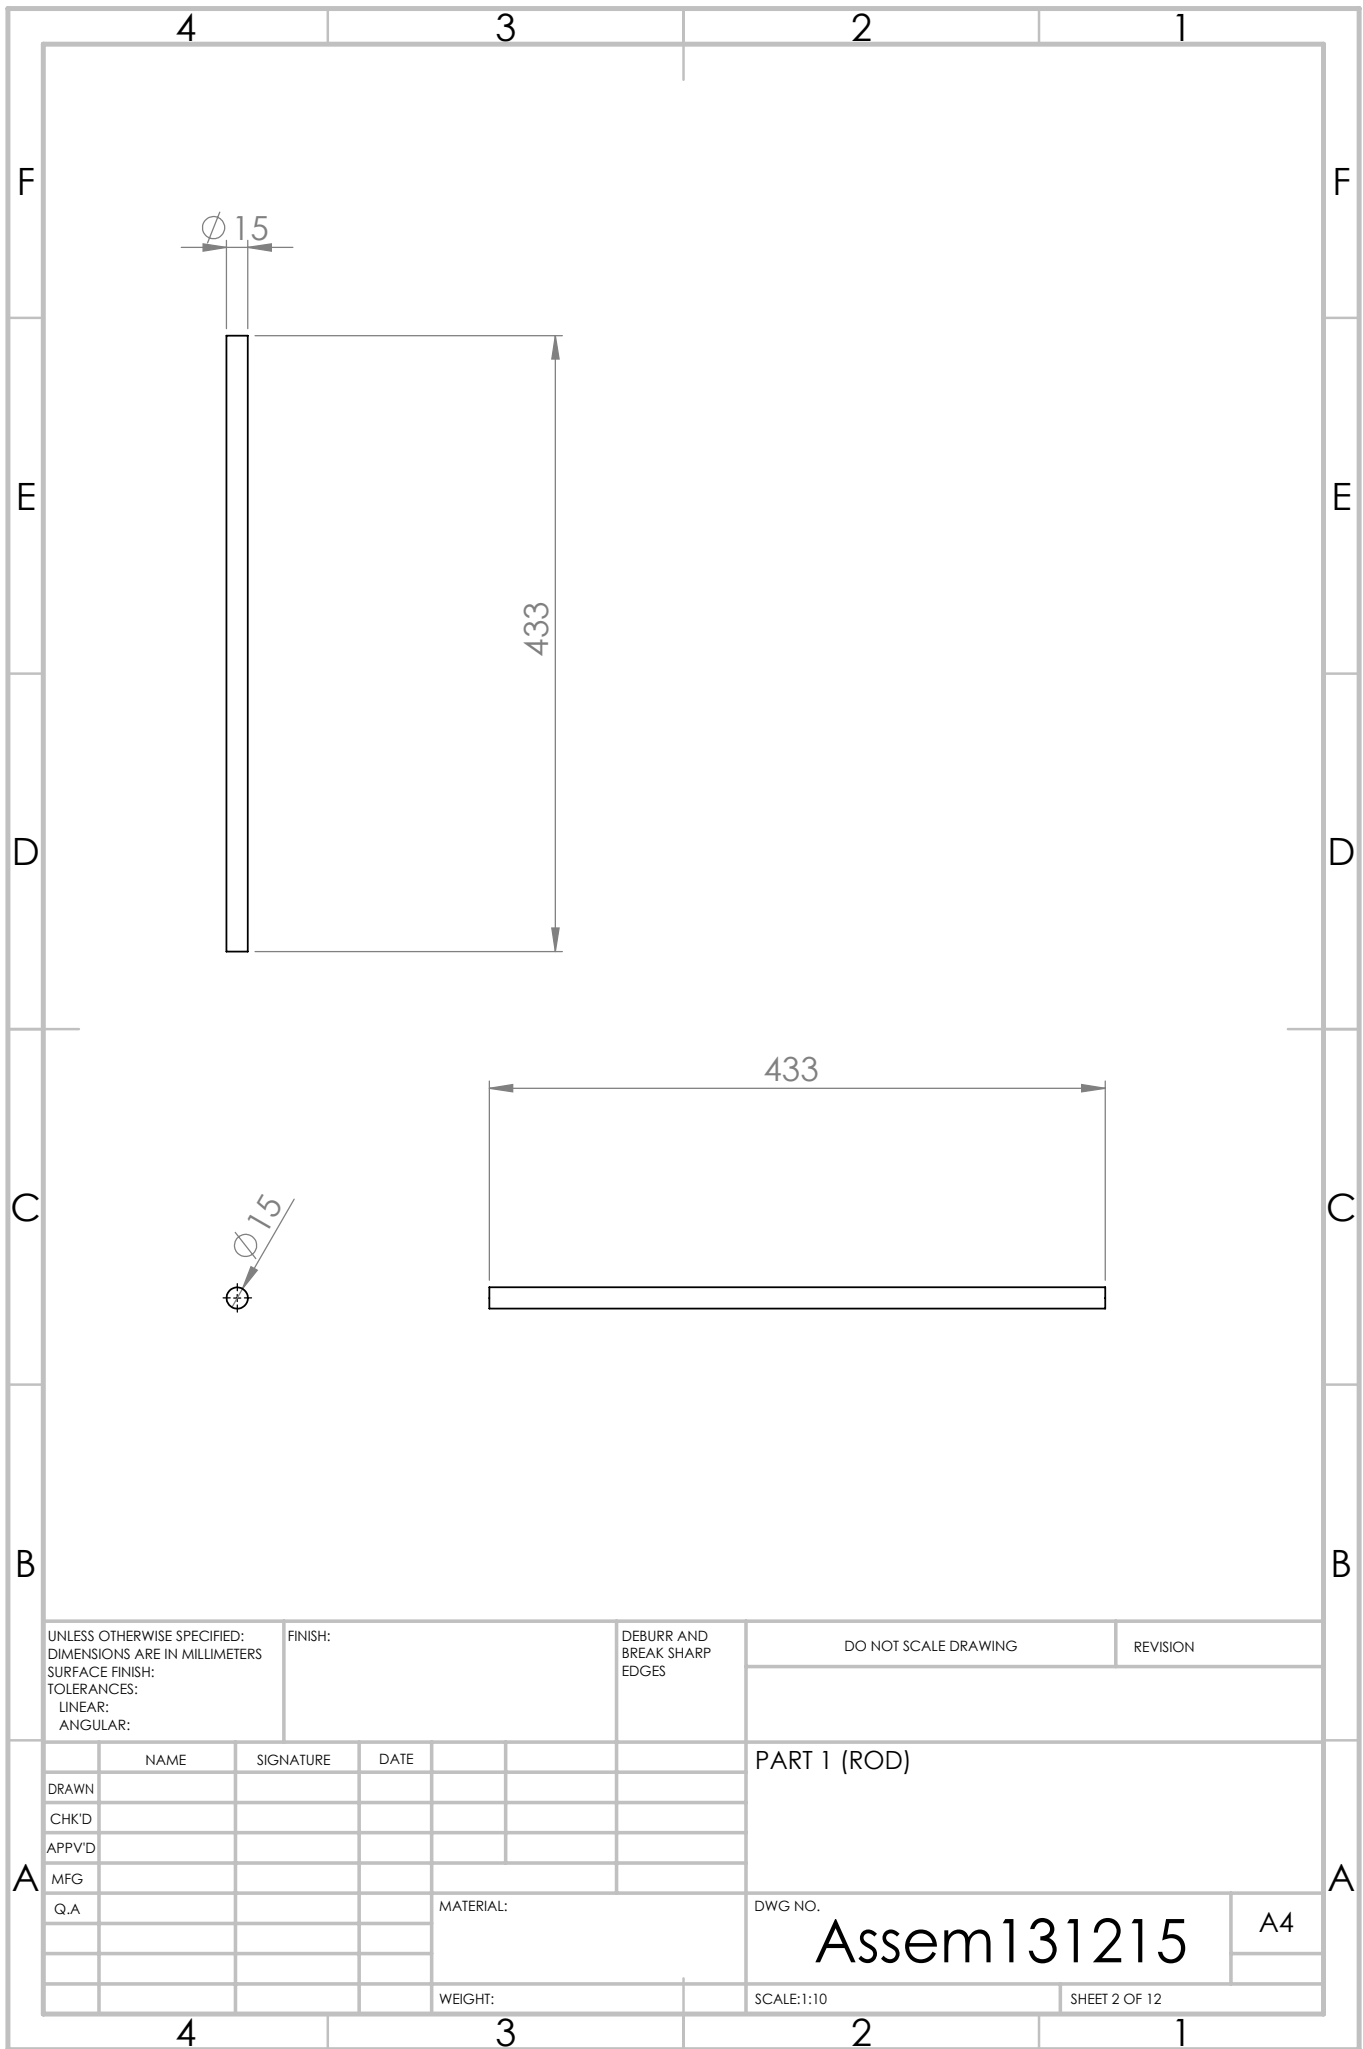 4 3 2 1
F F
⌀15
E E
433
D D
433
C C
⌀15
B B
UNLESS OTHERWISE SPECIFIED:
DIMENSIONS ARE IN MILLIMETERS
SURFACE FINISH:
TOLERANCES:
LINEAR:
ANGULAR:
FINISH:
DEBURR AND
BREAK SHARP
EDGES
DO NOT SCALE DRAWING
REVISION
NAME SIGNATURE DATE
DRAWN
CHK'D
APPV'D
MFG
Q.A
PART 1 (ROD)
A A
MATERIAL:
DWG NO.
Assem131215
A4
WEIGHT:
SCALE:1:10
SHEET 2 OF 12
4 3 2 1